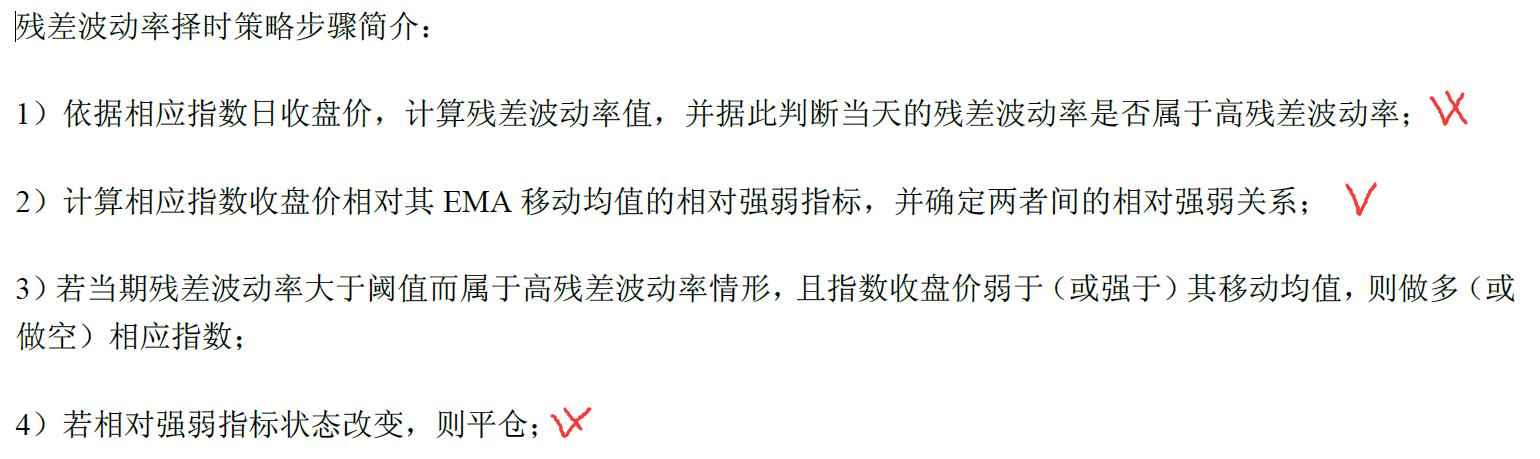 残差波动率择时策略步骤简介：
1）依据相应指数日收盘价，计算残差波动率值，并据此判断当天的残差波动率是否属于高残差波动率；
2）计算相应指数收盘价相对其 EMA 移动均值的相对强弱指标，并确定两者间的相对强弱关系；
3）若当期残差波动率大于阈值而属于高残差波动率情形，且指数收盘价弱于（或强于）其移动均值，则做多（或
做空）相应指数；
4）若相对强弱指标状态改变，则平仓；